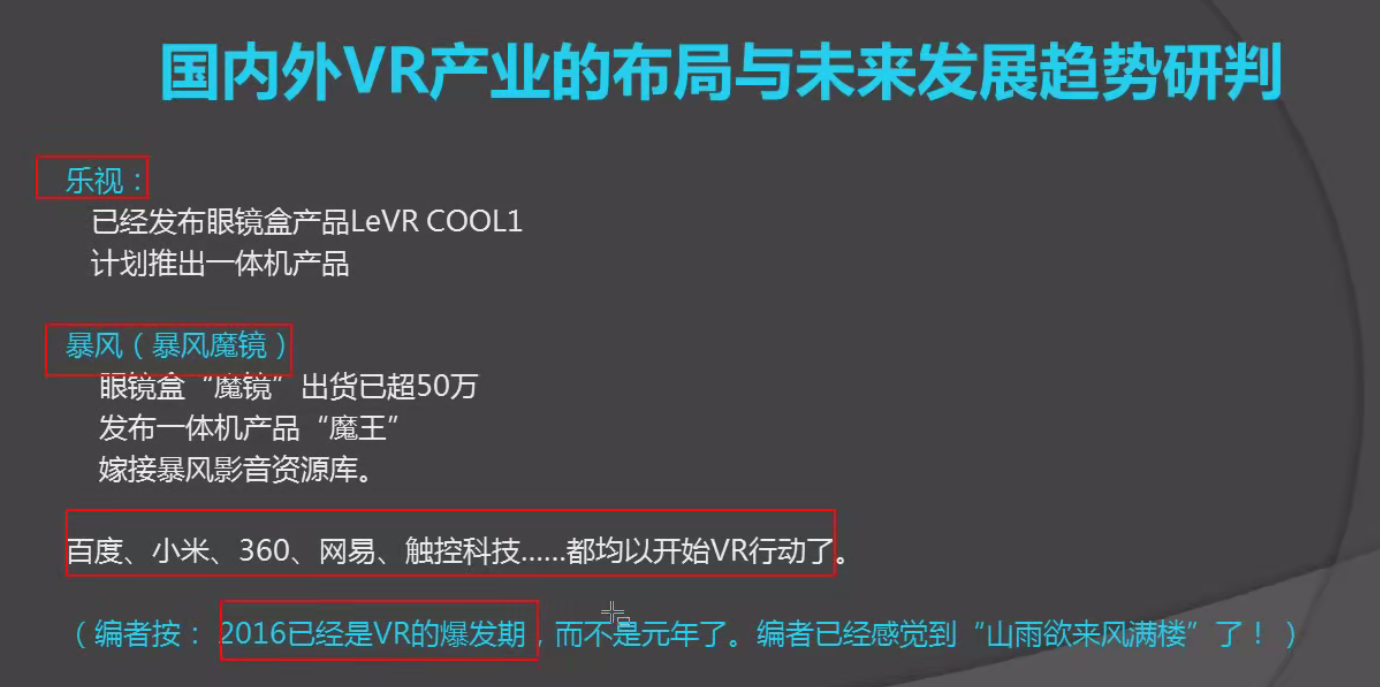 国内外VR产业的布局与未来发展趋势研判
乐视：
已经发布眼镜盒产品LeVR COOL1
计划推出一体机产品
暴风（暴风魔镜）
眼镜盒“魔镜”出货已超50万
发布一体机产品“魔王”
嫁接暴风影音资源库。
百度、小米、360、网易、触控科技……都均以开始VR行动了。
（编者按：2016已经是VR的爆发期，而不是元年了。编者已经感觉到“山雨欲来风满楼”了！）